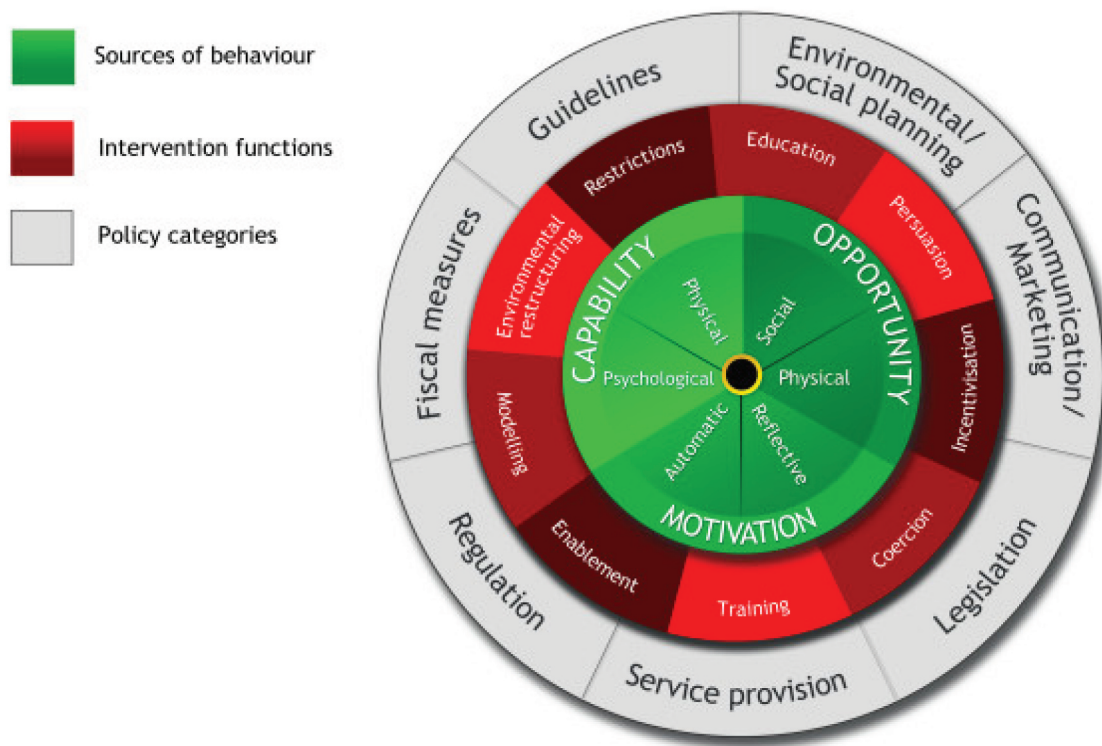 Sources of behaviour
Intervention functions
Policy categories
Guidelines
Environmental/
Social planning
Communication/
Marketing
Legislation
Service provision
Regulation
Fiscal measures
Restrictions
Education
Persuasion
Incentivisation
Coercion
Training
Enablement
Modelling
Environmental
restructuring
CAPABILITY
OPPORTUNITY
MOTIVATION
Physical
Social
Physical
Reflective
Automatic
Psychological